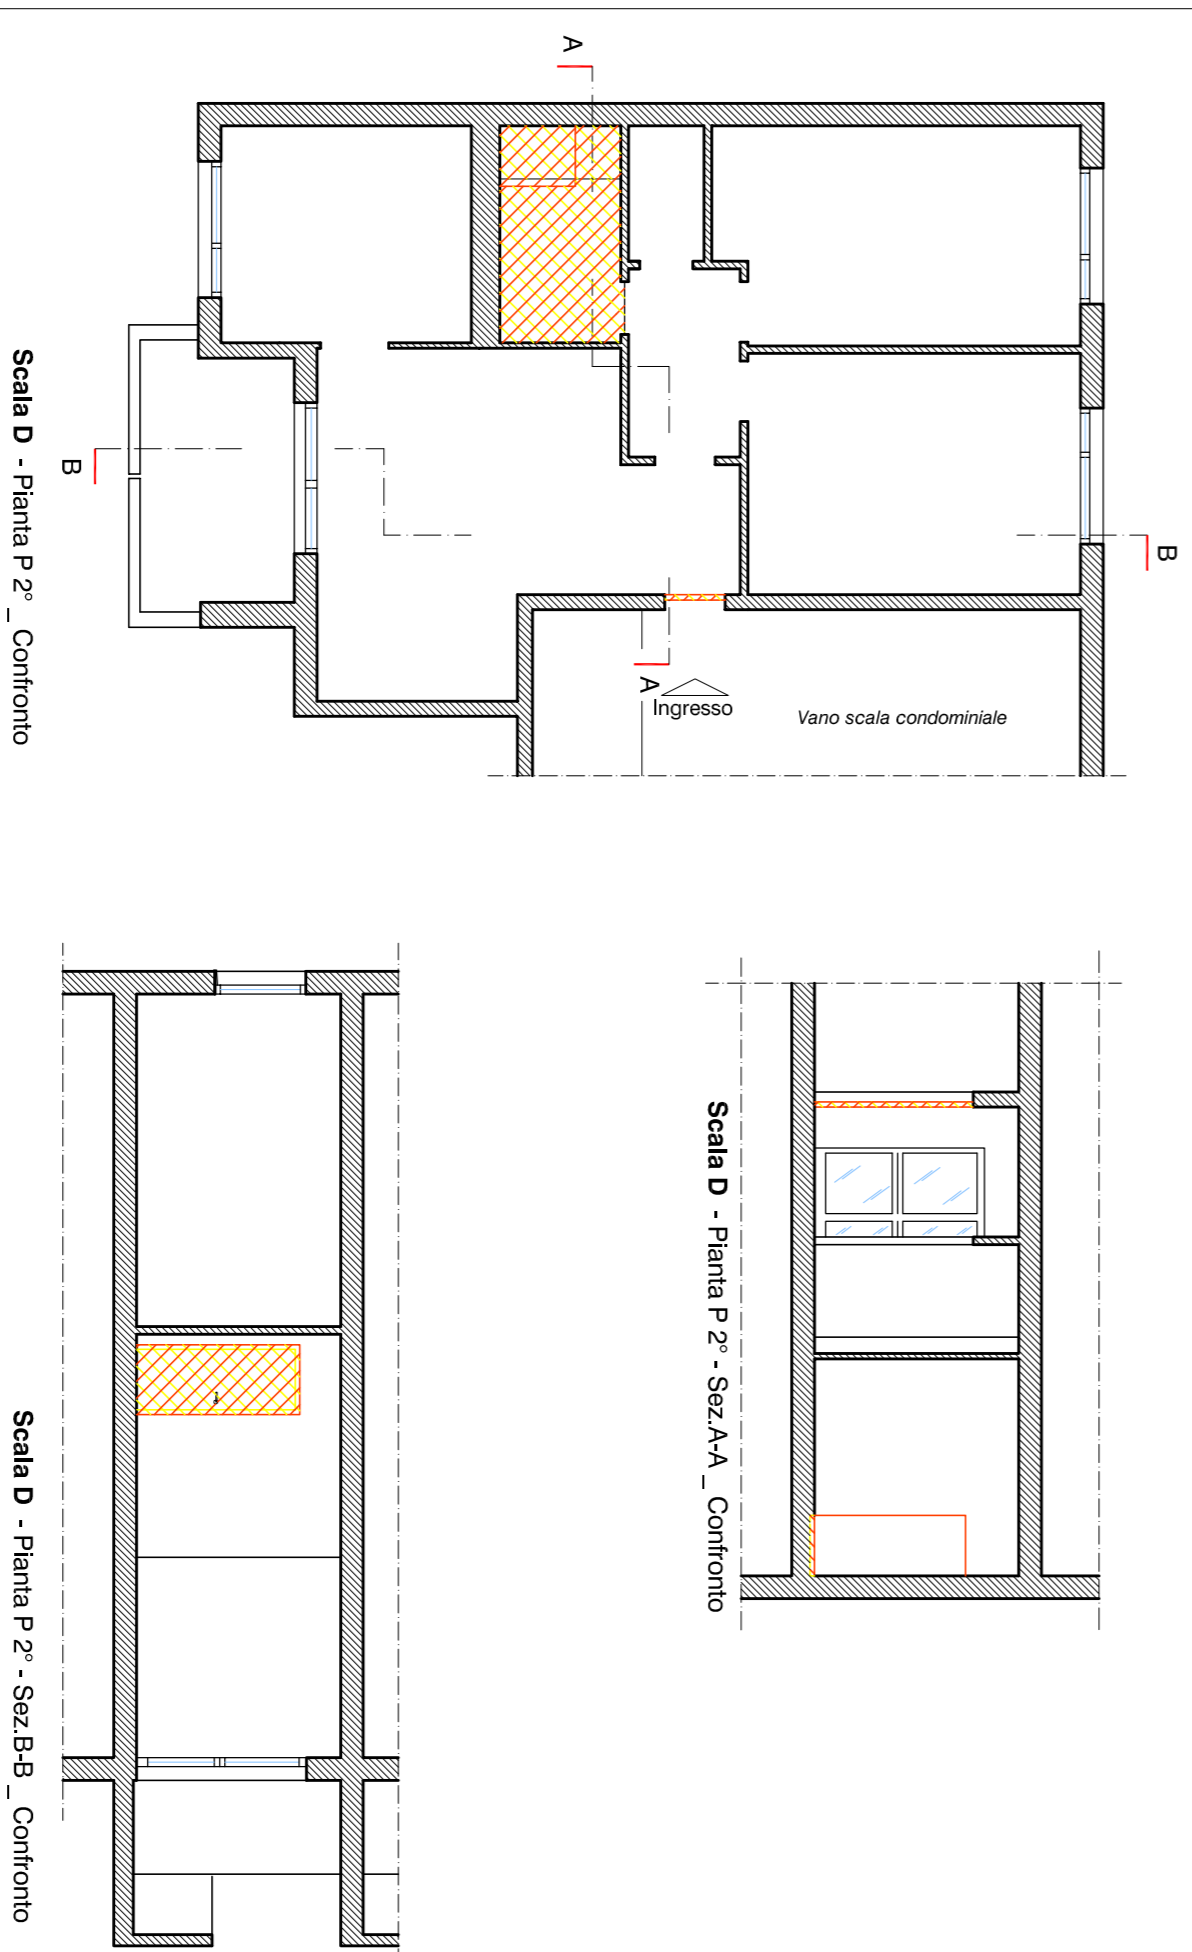 A
B
B
A
Ingresso
Vano scala condominiale
Scala D - Pianta P 2° _ Confronto
Scala D - Pianta P 2° - Sez.A-A _ Confronto
Scala D - Pianta P 2° - Sez.B-B _ Confronto